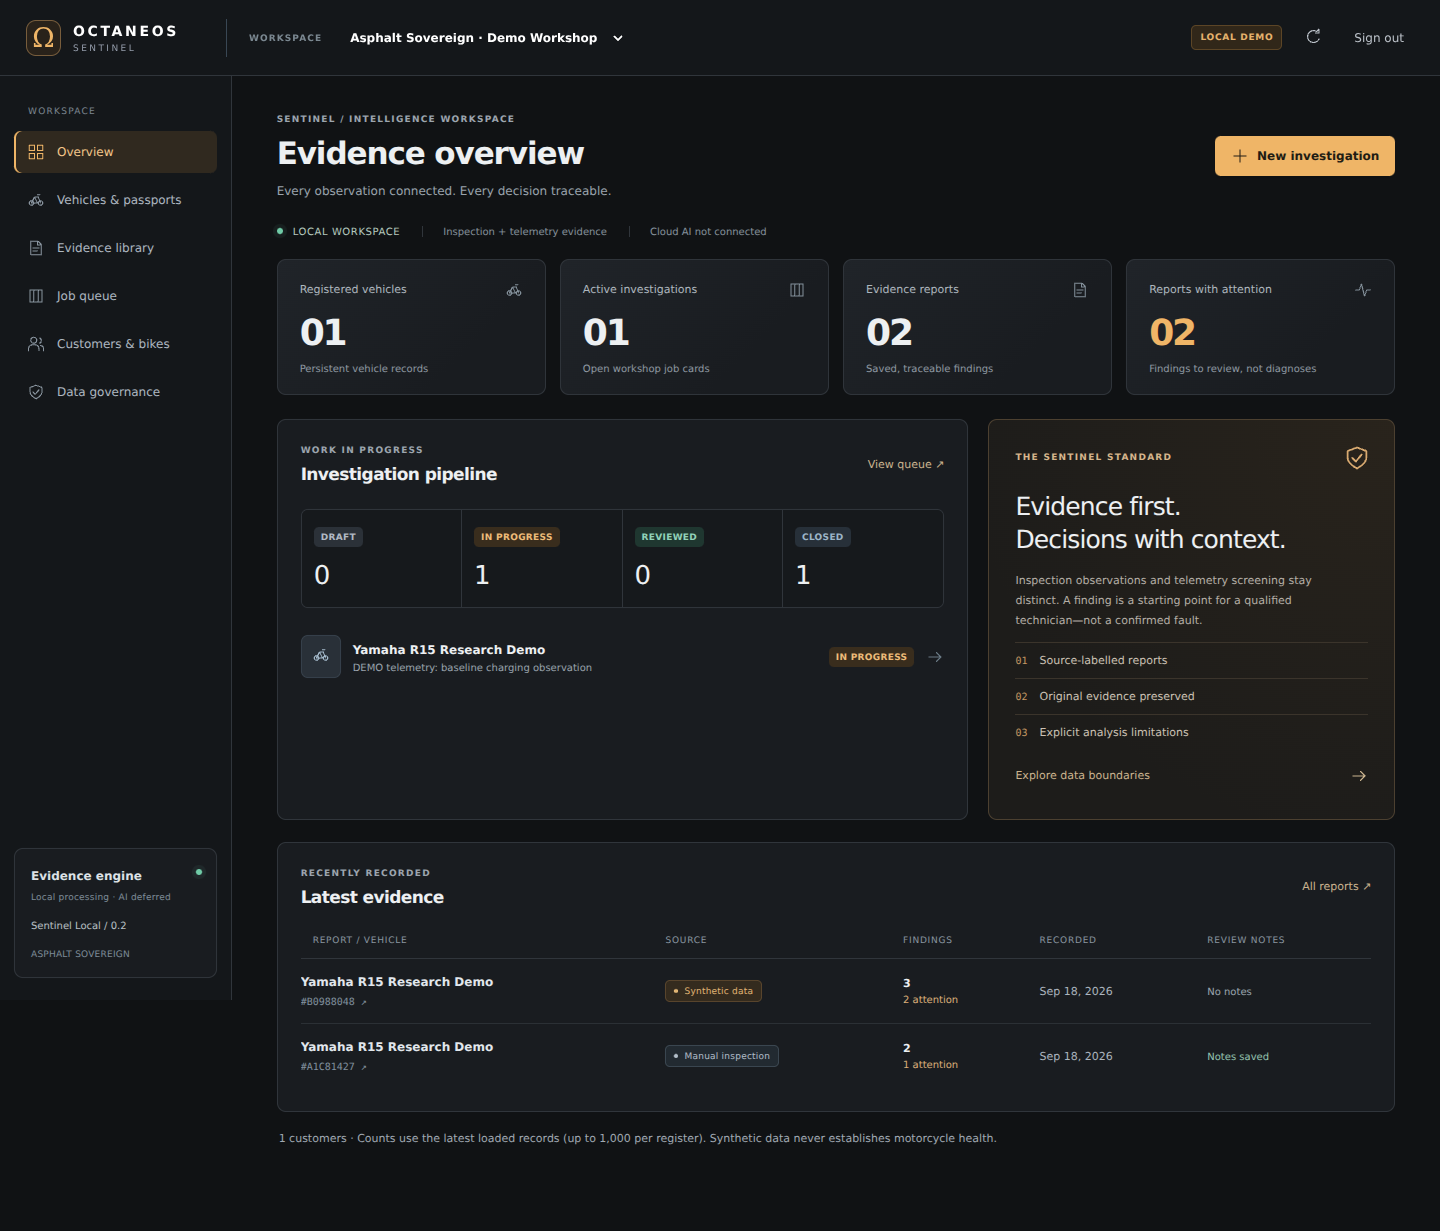 OCTANEOS
SENTINEL
WORKSPACE
Asphalt Sovereign · Demo Workshop
LOCAL DEMO
Sign out
WORKSPACE
Overview
Vehicles & passports
Evidence library
Job queue
Customers & bikes
Data governance
Evidence engine
Local processing · AI deferred
Sentinel Local / 0.2
ASPHALT SOVEREIGN
SENTINEL / INTELLIGENCE WORKSPACE
Evidence overview
Every observation connected. Every decision traceable.
New investigation
LOCAL WORKSPACE
Inspection + telemetry evidence
Cloud AI not connected
Registered vehicles
01
Persistent vehicle records
Active investigations
01
Open workshop job cards
Evidence reports
02
Saved, traceable findings
Reports with attention
02
Findings to review, not diagnoses
WORK IN PROGRESS
Investigation pipeline
View queue ↗
DRAFT
0
IN PROGRESS
1
REVIEWED
0
CLOSED
1
Yamaha R15 Research Demo
DEMO telemetry: baseline charging observation
IN PROGRESS
THE SENTINEL STANDARD
Evidence first.
Decisions with context.
Inspection observations and telemetry screening stay
distinct. A finding is a starting point for a qualified
technician—not a confirmed fault.
01 Source-labelled reports
02 Original evidence preserved
03 Explicit analysis limitations
Explore data boundaries
RECENTLY RECORDED
Latest evidence
All reports ↗
REPORT / VEHICLE SOURCE FINDINGS RECORDED REVIEW NOTES
Yamaha R15 Research Demo
#B0988048 ↗
Synthetic data
3
2 attention
Sep 18, 2026
No notes
Yamaha R15 Research Demo
#A1C81427 ↗
Manual inspection
2
1 attention
Sep 18, 2026
Notes saved
1 customers · Counts use the latest loaded records (up to 1,000 per register). Synthetic data never establishes motorcycle health.